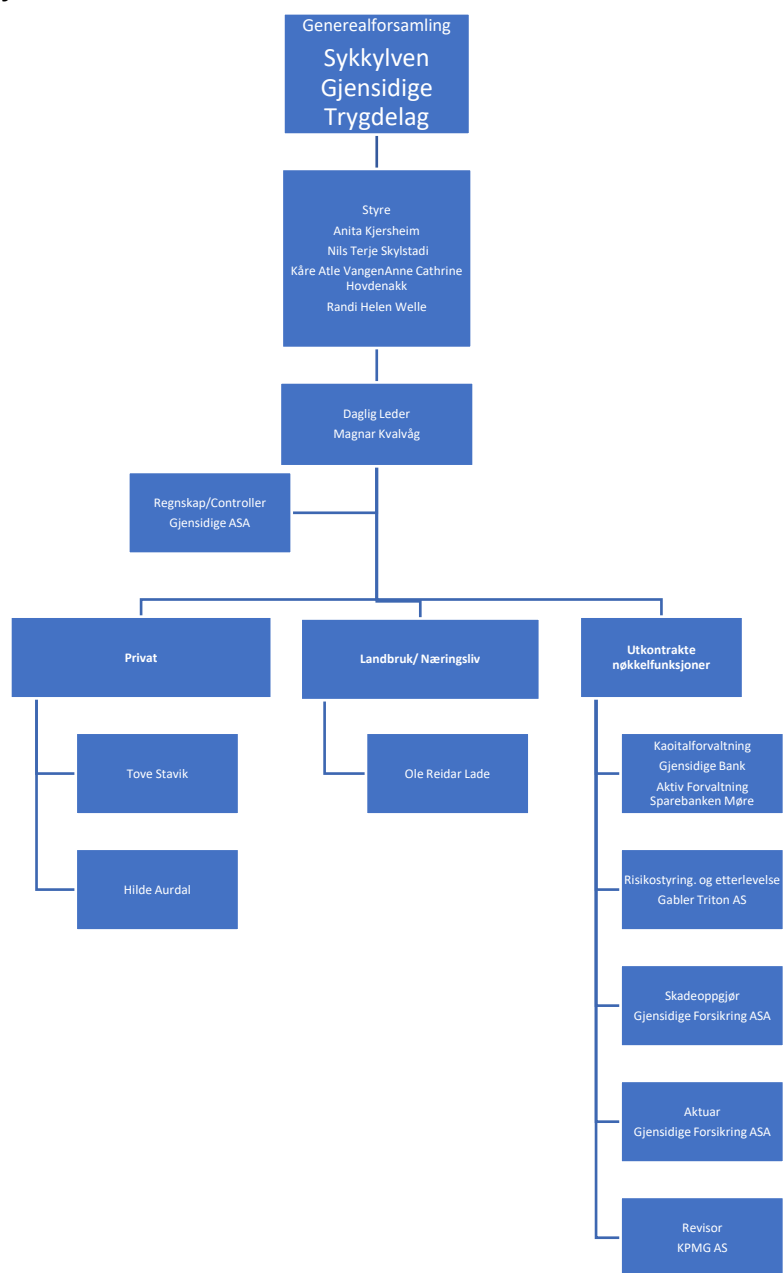 Generealforsamling
Sykkylven
Gjensidige
Trygdelag
Styre
Anita Kjersheim
Nils Terje Skylstadi
Kåre Atle VangenAnne Cathrine
Hovdenakk
Randi Helen Welle
Daglig Leder
Magnar Kvalvåg
Regnskap/Controller
Gjensidige ASA
Privat
Tove Stavik
Hilde Aurdal
Landbruk/ Næringsliv
Ole Reidar Lade
Utkontrakte
nøkkelfunksjoner
Kaoitalforvaltning
Gjensidige Bank
Aktiv Forvaltning
Sparebanken Møre
Risikostyring. og etterlevelse
Gabler Triton AS
Skadeoppgjør
Gjensidige Forsikring ASA
Aktuar
Gjensidige Forsikring ASA
Revisor
KPMG AS